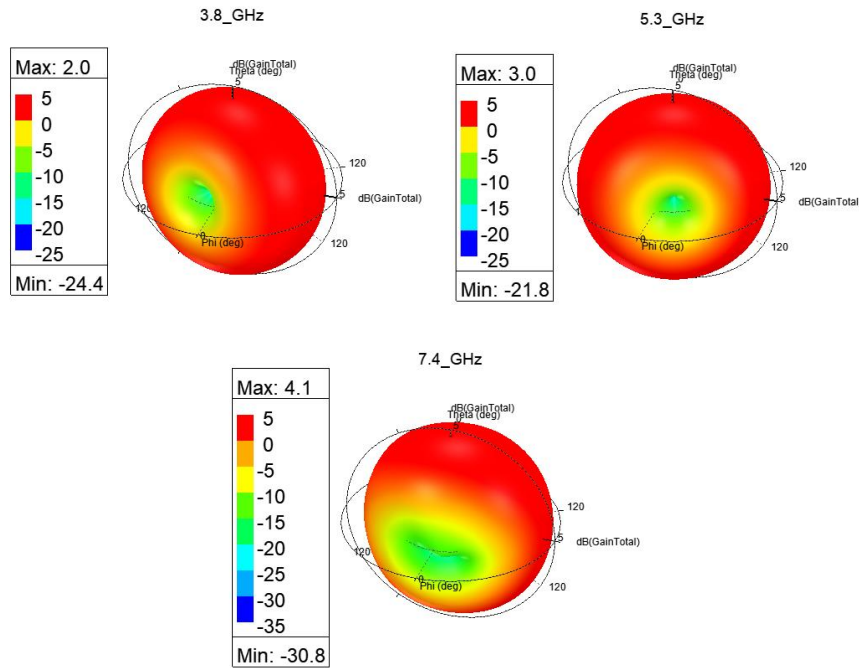 3.8_GHz
Max: 2.0
5
0
-5
-10
-15
-20
-25
Min: -24.4
dB(GainTotal)
Theta (deg)
5
120
5
dB(GainTotal)
120
0
Phi (deg)
120
5.3_GHz
Max: 3.0
5
0
-5
-10
-15
-20
-25
Min: -21.8
dB(GainTotal)
Theta (deg)
5
120
5
dB(GainTotal)
120
0
Phi (deg)
120
7.4_GHz
Max: 4.1
5
0
-5
-10
-15
-20
-25
-30
-35
Min: -30.8
dB(GainTotal)
Theta (deg)
5
120
5
dB(GainTotal)
120
0
Phi (deg)
120